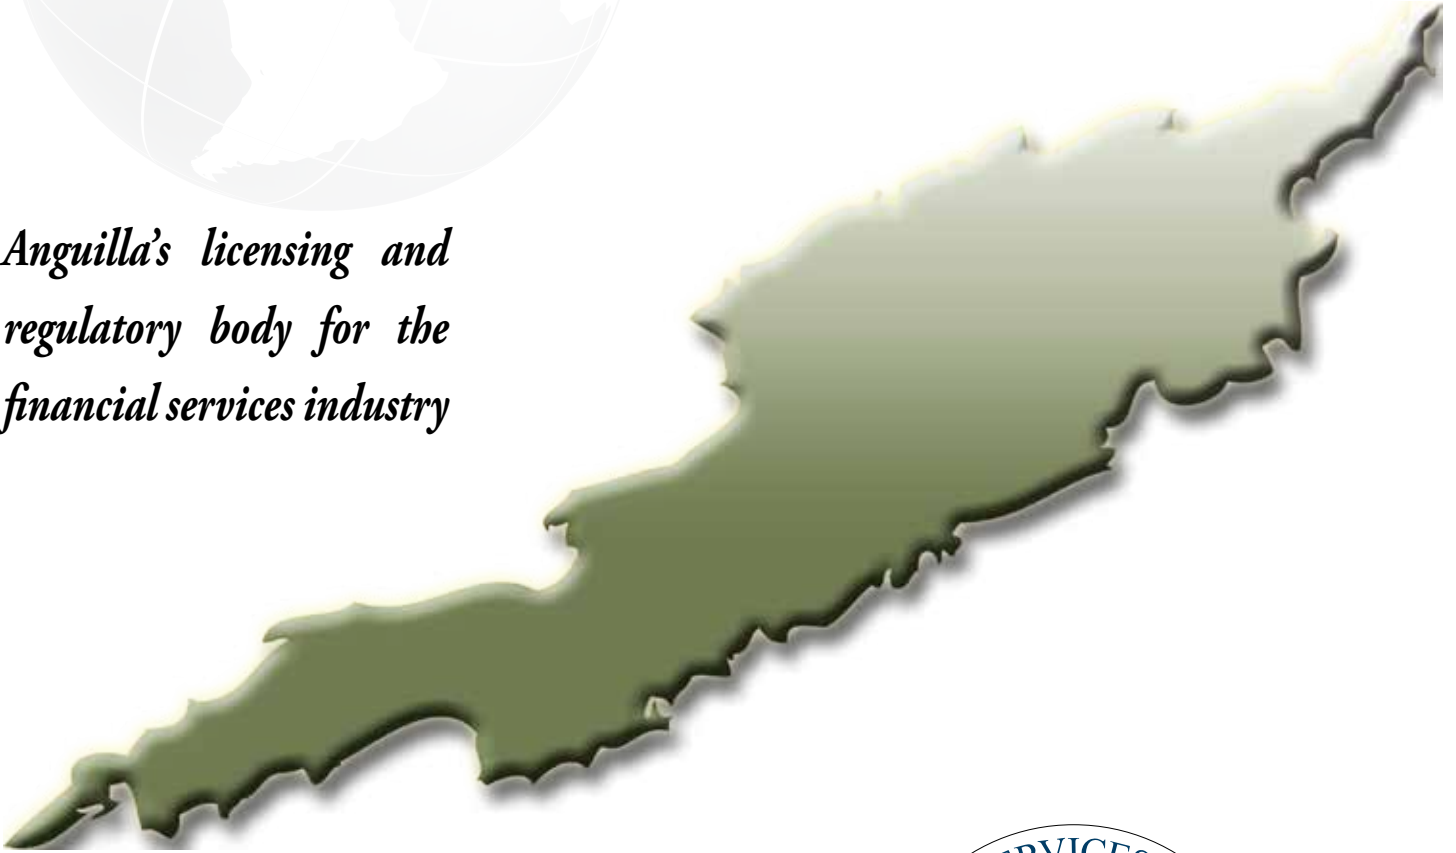 Anguilla’s licensing and
regulatory body for the
financial services industry